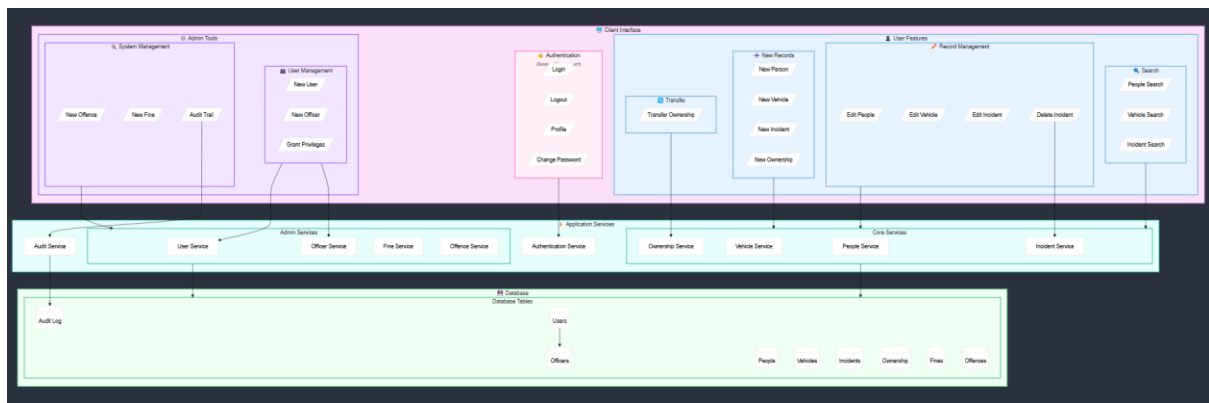 Client Interface
Admin Tools
System Management
New Offence
New Fine
Audit Trail
User Management
New User
New Officer
Grant Privileges
Authentication
Login
Logout
Profile
Change Password
User Features
Transfer
Transfer Ownership
New Records
New Person
New Vehicle
New Incident
New Ownership
Record Management
Edit People
Edit Vehicle
Edit Incident
Delete Incident
Search
People Search
Vehicle Search
Incident Search
Application Services
Audit Service
Admin Services
User Service
Officer Service
Fine Service
Offence Service
Authentication Service
Core Services
Ownership Service
Vehicle Service
People Service
Incident Service
Database
Database Tables
Audit Log
Users
Officers
People
Vehicles
Incidents
Ownership
Fines
Offences